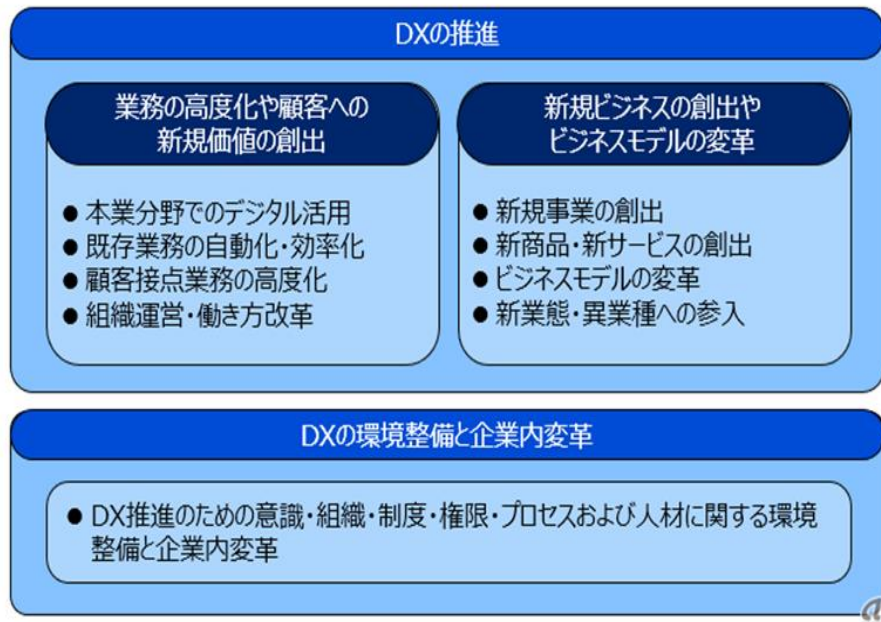 DXの推進
業務の高度化や顧客への
新規価値の創出
● 本業分野でのデジタル活用
● 既存業務の自動化・効率化
● 顧客接点業務の高度化
● 組織運営・働き方改革
新規ビジネスの創出や
ビジネスモデルの変革
● 新規事業の創出
● 新商品・新サービスの創出
● ビジネスモデルの変革
● 新業態・異業種への参入
DXの環境整備と企業内変革
● DX推進のための意識・組織・制度・権限・プロセスおよび人材に関する環境
整備と企業内変革